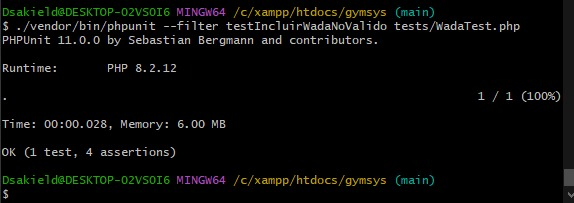 Dsakield@DESKTOP-02VSOI6 MINGW64 /c/xampp/htdocs/gymsys (main)
$ ./vendor/bin/phpunit --filter testIncluirWadaNoValido tests/WadaTest.php
PHPUnit 11.0.0 by Sebastian Bergmann and contributors.
Runtime:       PHP 8.2.12
.                                                                   1 / 1 (100%)
Time: 00:00.028, Memory: 6.00 MB
OK (1 test, 4 assertions)
Dsakield@DESKTOP-02VSOI6 MINGW64 /c/xampp/htdocs/gymsys (main)
$